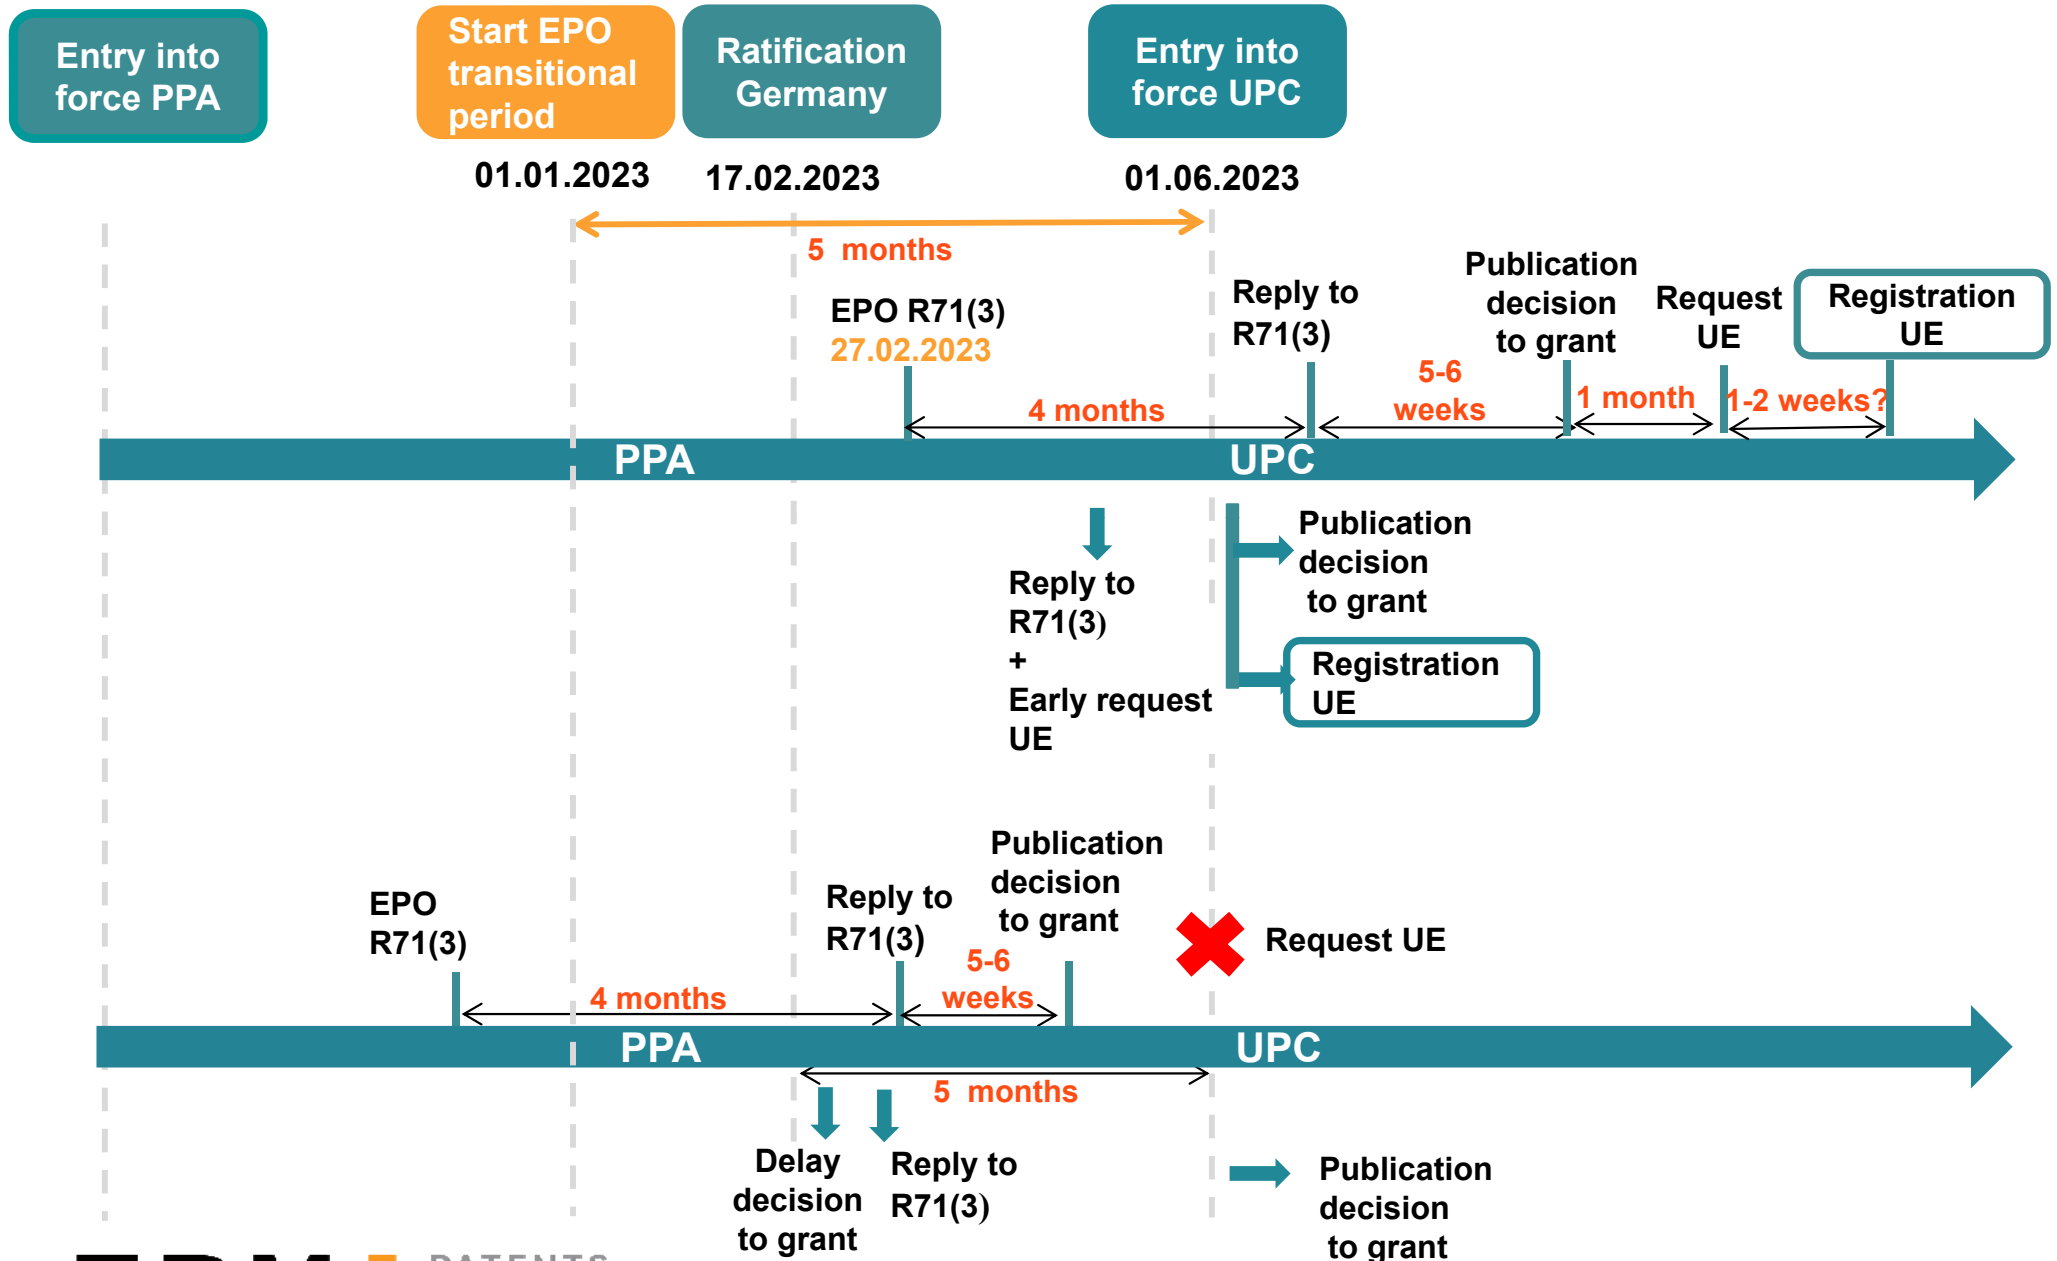 Entry into
force PPA
Start EPO
transitional
period
Ratification
Germany
Entry into
force UPC
01.01.2023
17.02.2023
01.06.2023
5 months
EPO R71(3)
27.02.2023
Reply to
R71(3)
Publication
decision
to grant
Request
UE
Registration
UE
4 months
5-6
weeks
1 month
1-2 weeks?
PPA
UPC
Reply to
R71(3)
+
Early request
UE
Publication
decision
to grant
Registration
UE
EPO
R71(3)
Reply to
R71(3)
Publication
decision
to grant
Request UE
4 months
5-6
weeks
PPA
UPC
5 months
Delay
decision
to grant
Reply to
R71(3)
Publication
decision
to grant
PATENTS